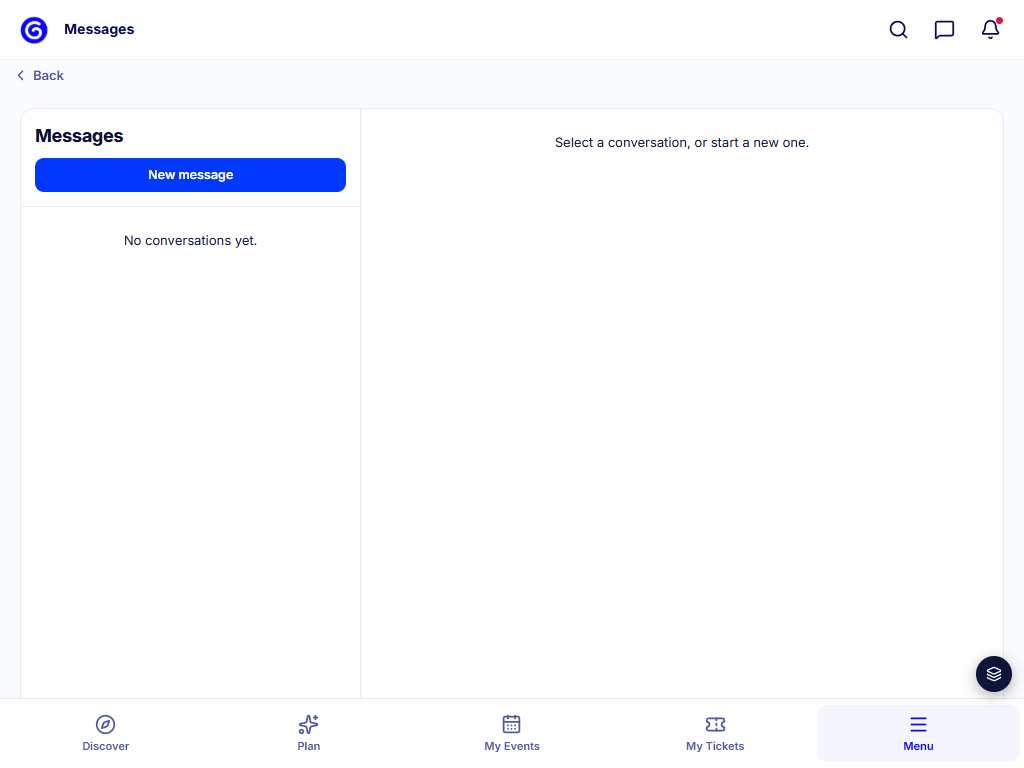 Messages
Back
Messages
New message
No conversations yet.
Select a conversation, or start a new one.
Discover
Plan
My Events
My Tickets
Menu